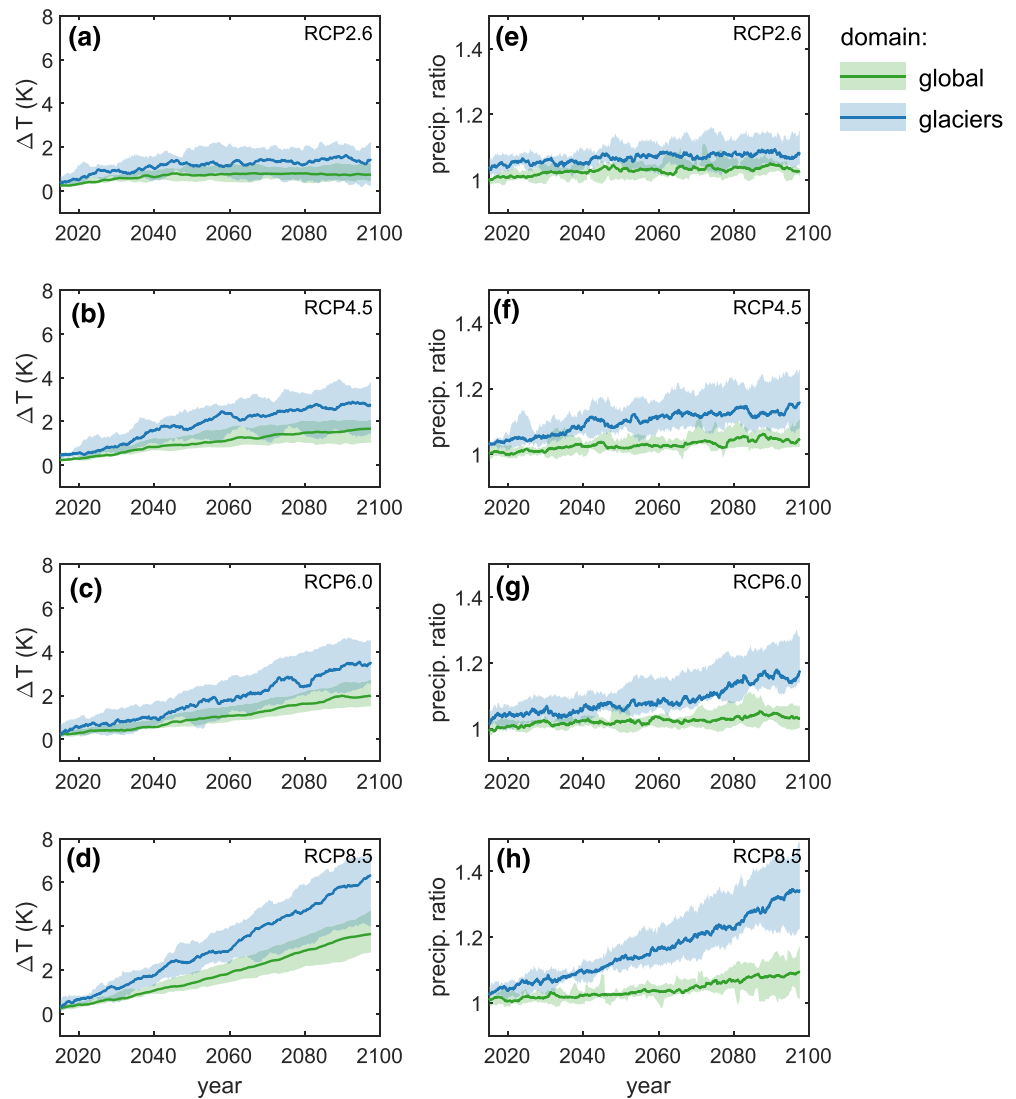 (a)
RCP2.6
Δ T (K)
8
6
4
2
0
2020 2040 2060 2080 2100
(e)
RCP2.6
precip. ratio
1.4
1.2
1
2020 2040 2060 2080 2100
domain:
global
glaciers
(b)
RCP4.5
Δ T (K)
8
6
4
2
0
2020 2040 2060 2080 2100
(f)
RCP4.5
precip. ratio
1.4
1.2
1
2020 2040 2060 2080 2100
(c)
RCP6.0
Δ T (K)
8
6
4
2
0
2020 2040 2060 2080 2100
(g)
RCP6.0
precip. ratio
1.4
1.2
1
2020 2040 2060 2080 2100
(d)
RCP8.5
Δ T (K)
8
6
4
2
0
2020 2040 2060 2080 2100
year
(h)
RCP8.5
precip. ratio
1.4
1.2
1
2020 2040 2060 2080 2100
year